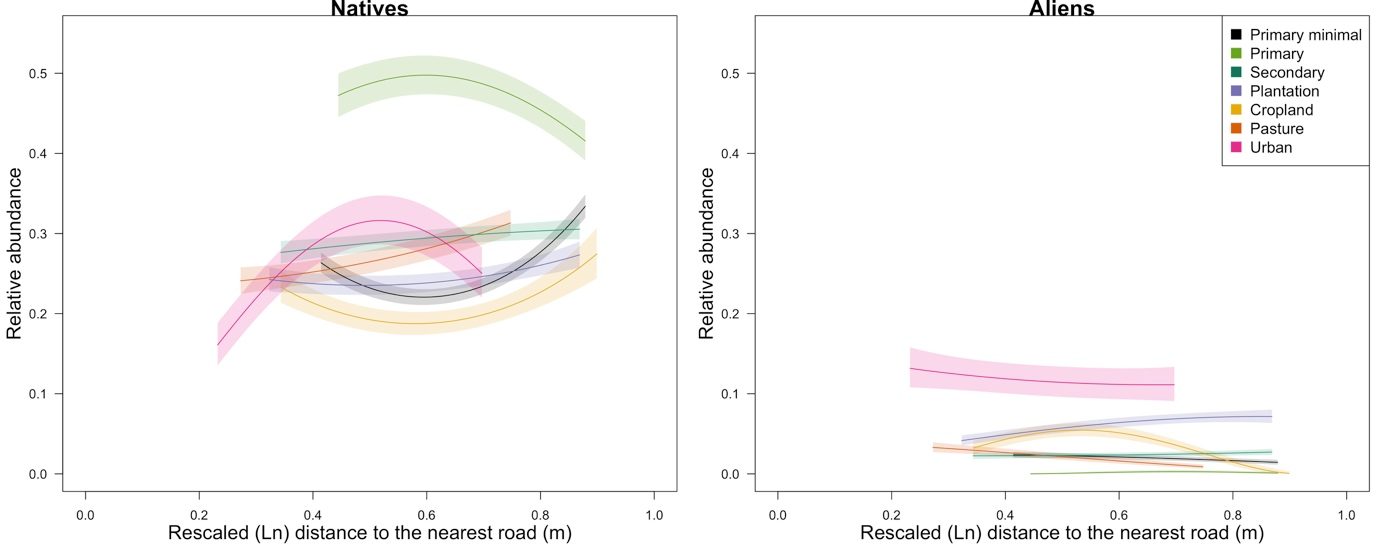 Natives
Aliens
Relative abundance
0.5
0.4
0.3
0.2
0.1
0.0
0.0 0.2 0.4 0.6 0.8 1.0
Rescaled (Ln) distance to the nearest road (m)
Relative abundance
0.5
0.4
0.3
0.2
0.1
0.0
0.0 0.2 0.4 0.6 0.8 1.0
Rescaled (Ln) distance to the nearest road (m)
Primary minimal
Primary
Secondary
Plantation
Cropland
Pasture
Urban